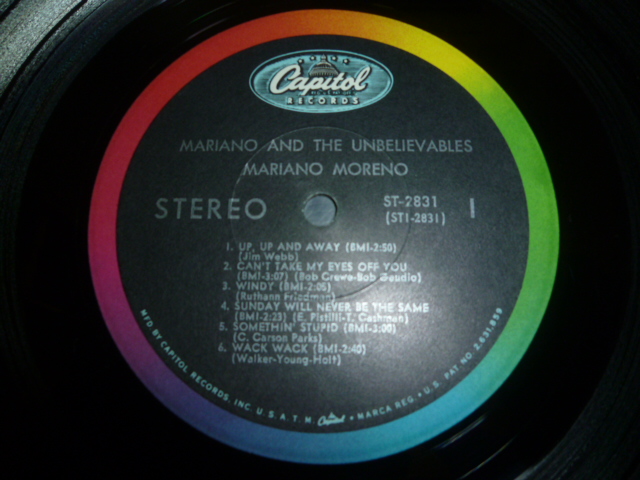 Capitol
RECORDS
MARIANO AND THE UNBELIEVABLES
MARIANO MORENO
STEREO
ST-2831
(ST1-2831)
1
1. UP, UP AND AWAY (BMI-2:50)
(Jim Webb)
2. CAN'T TAKE MY EYES OFF YOU
(BMI-3:07) (Bob Crewe-Bob Gaudio)
3. WINDY (BMI-2:05)
(Ruthann Friedman)
4. SUNDAY WILL NEVER BE THE SAME
(BMI-2:23) (E. Pistilli-T. Cashman)
5. SOMETHIN' STUPID (BMI-3:00)
(C. Carson Parks)
6. WACK WACK (BMI-2:40)
(Walker-Young-Holt)
MFD. BY CAPITOL RECORDS, INC. U.S.A. T.M. Capitol • MARCA REG. • U.S. PAT. NO. 2,631,859